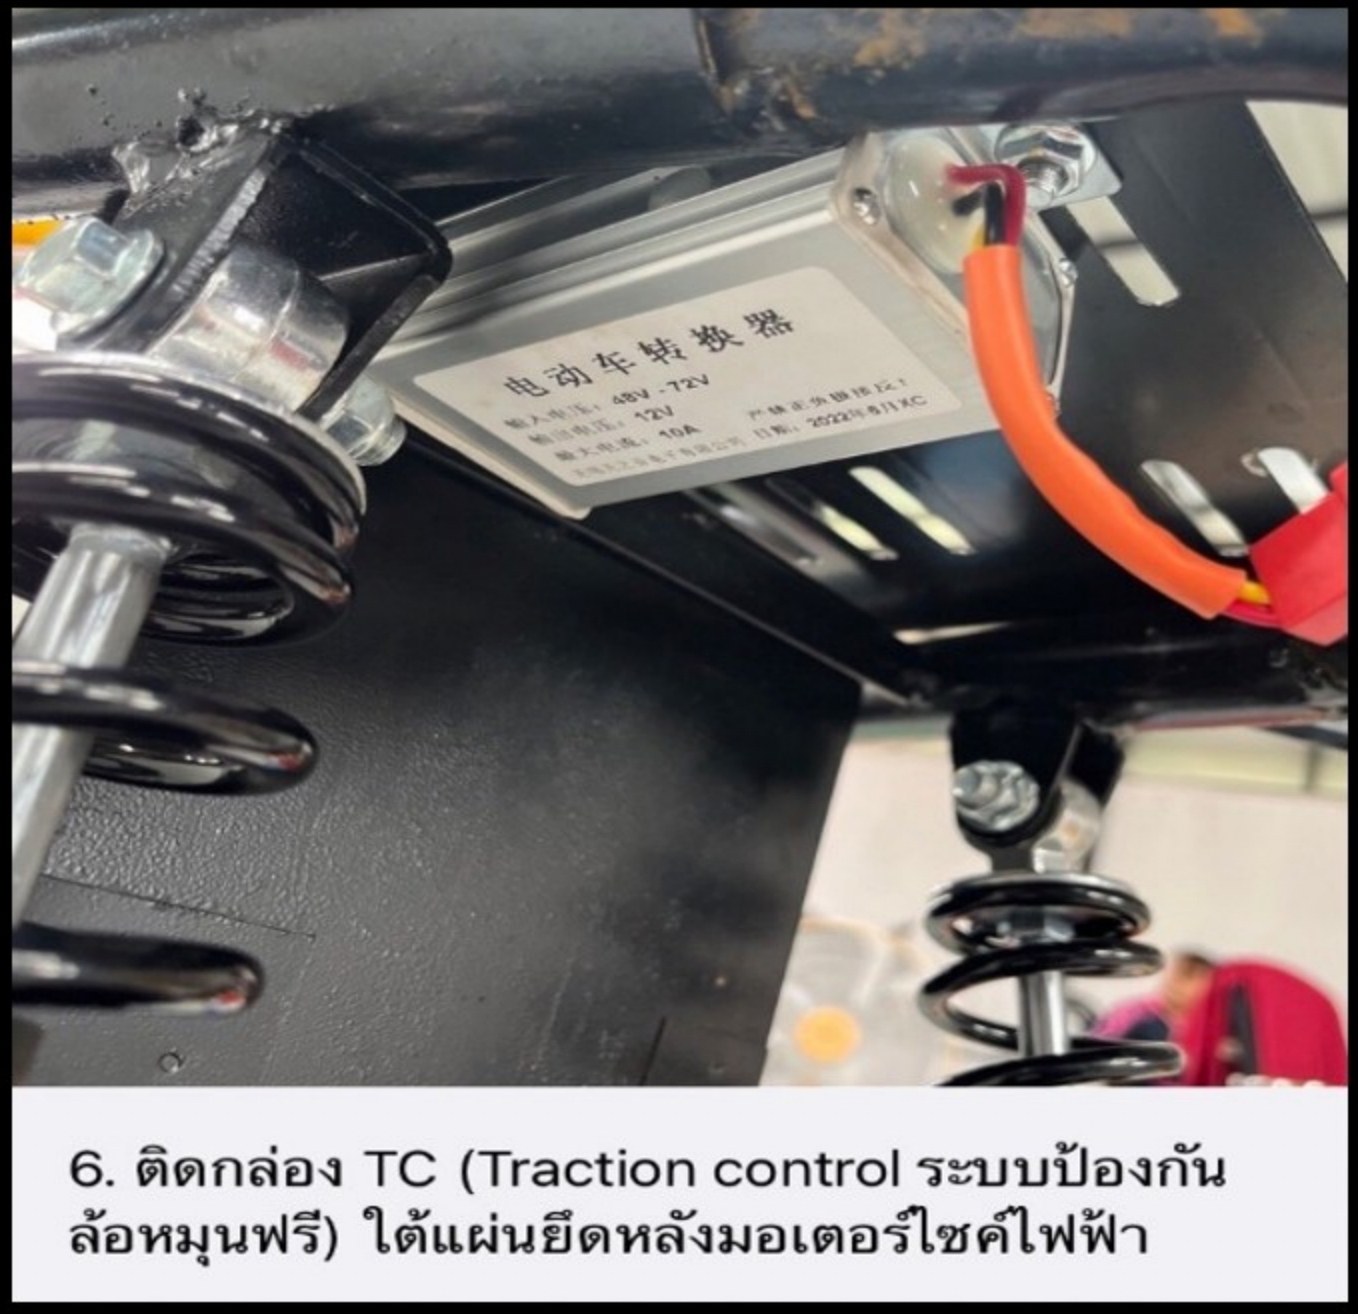 电动车转换器
输入电压：48V-72V
输出电压：12V
最大电流：10A
严禁正负极接反！
日期：2022年6月XC
6. ติดกล่อง TC (Traction control ระบบป้องกัน
ล้อหมุนฟรี) ใต้แผ่นยึดหลังมอเตอร์ไซค์ไฟฟ้า